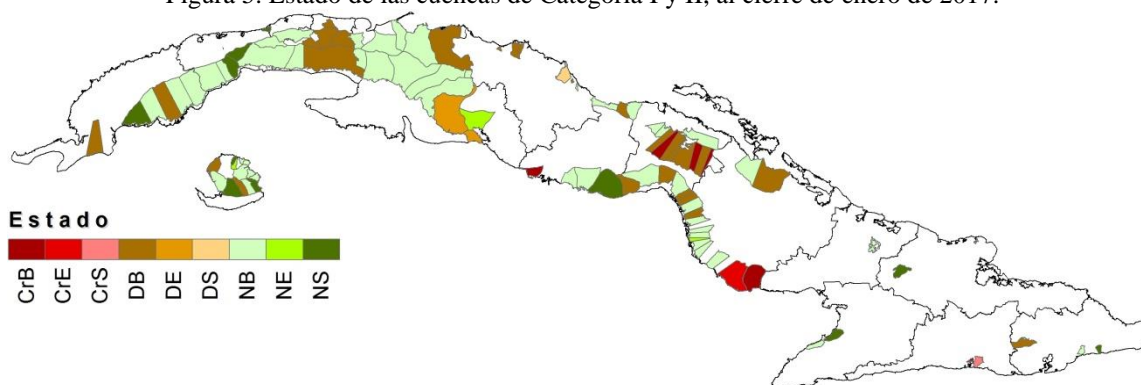 Figura 3. Estado de las cuencas de Categoría I y II, al cierre de enero de 2017.
Estado
CrB
CrE
CrS
DB
DE
DS
NB
NE
NS